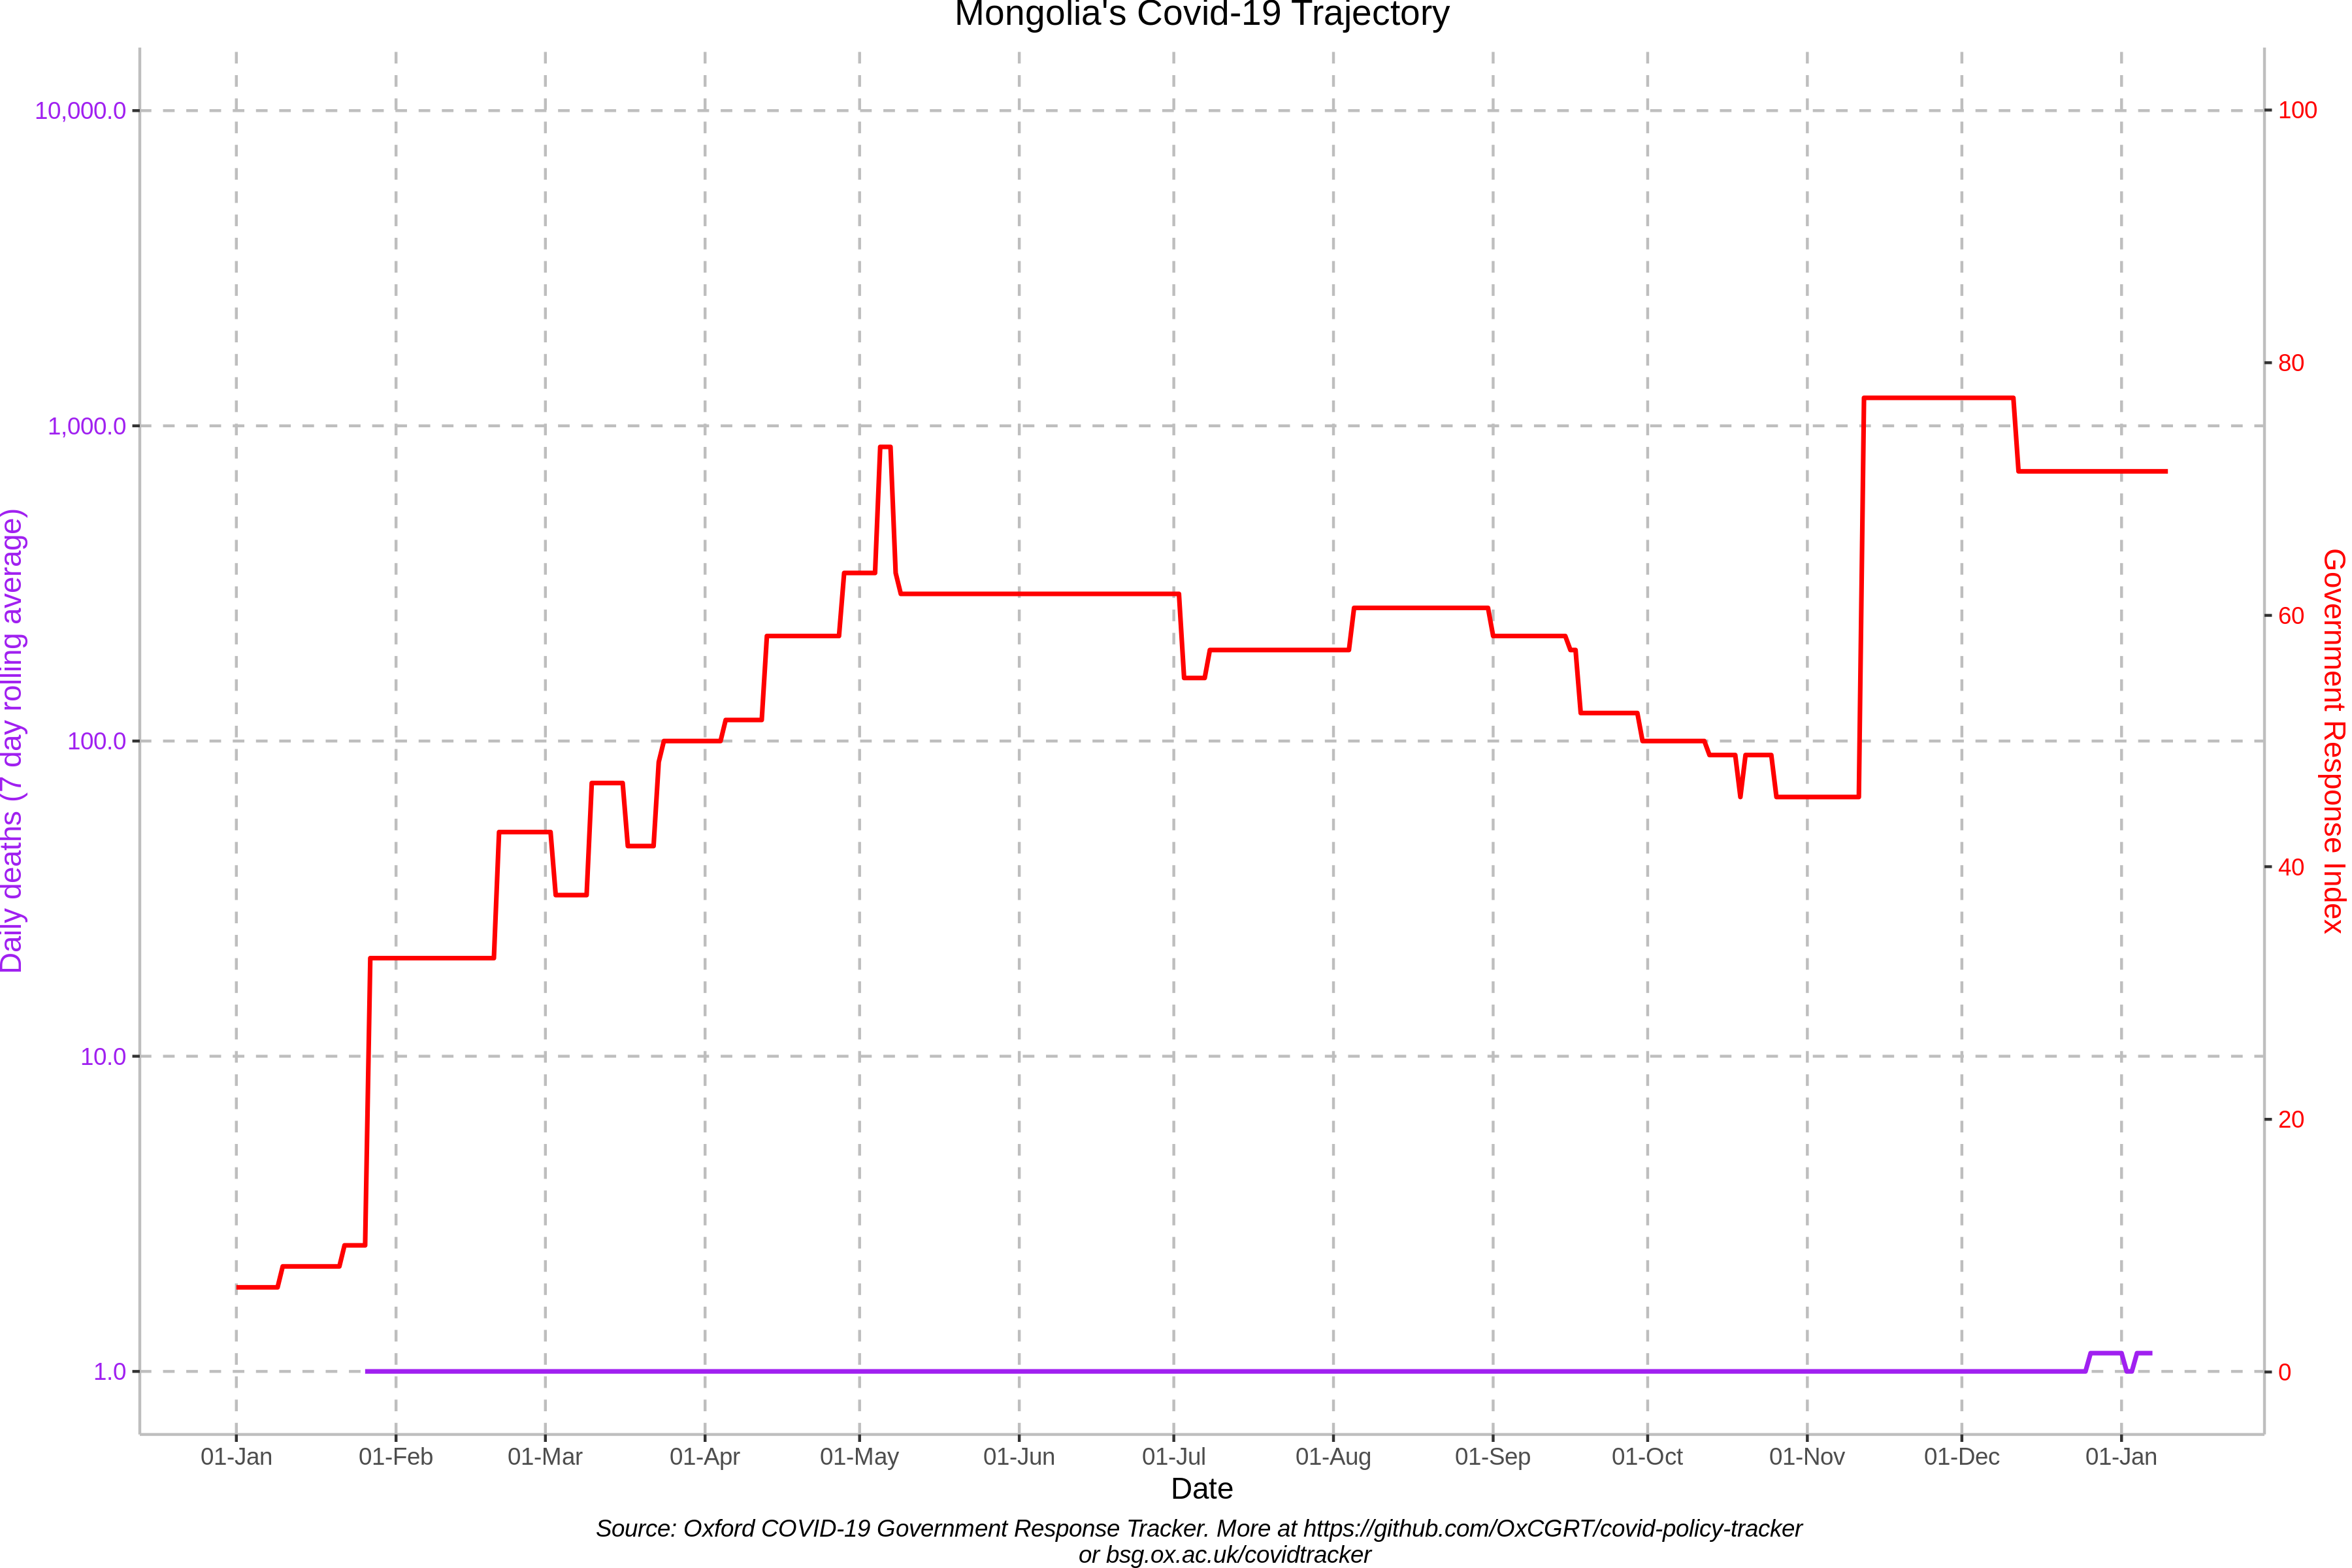 Mongolia's Covid-19 Trajectory
10,000.0
1,000.0
100.0
10.0
1.0
Daily deaths (7 day rolling average)
100
80
60
40
20
0
Government Response Index
01-Jan 01-Feb 01-Mar 01-Apr 01-May 01-Jun 01-Jul 01-Aug 01-Sep 01-Oct 01-Nov 01-Dec 01-Jan
Date
Source: Oxford COVID-19 Government Response Tracker. More at https://github.com/OxCGRT/covid-policy-tracker
or bsg.ox.ac.uk/covidtracker